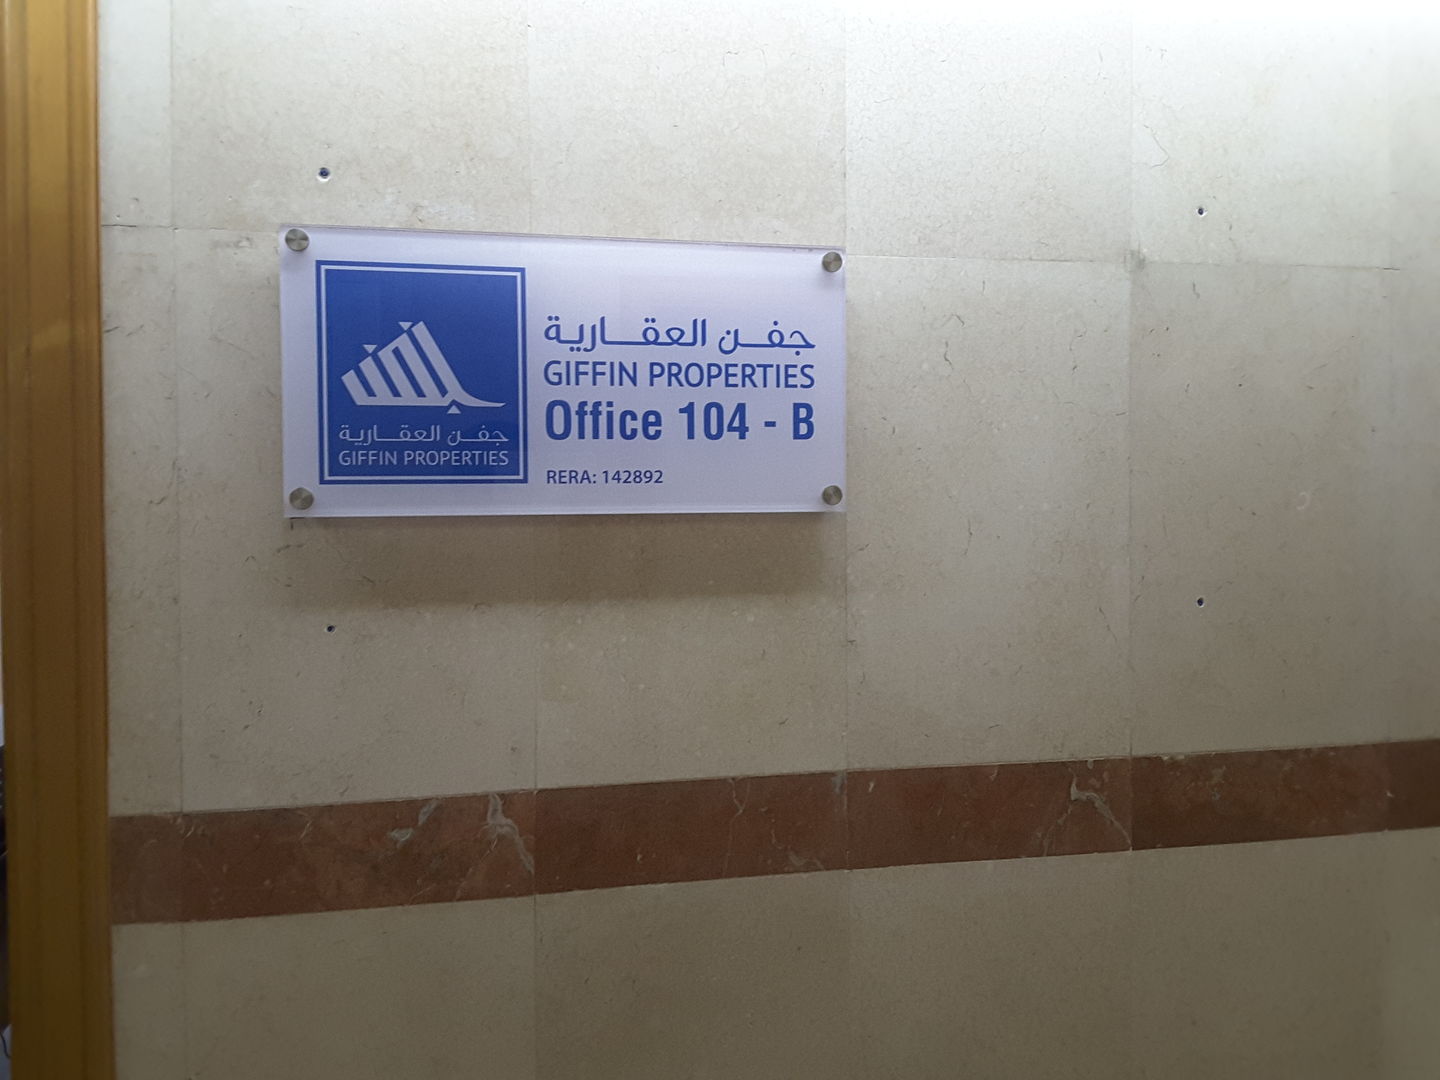 جفن العقارية
GIFFIN PROPERTIES
جفن العقارية
GIFFIN PROPERTIES
Office 104 - B
RERA: 142892